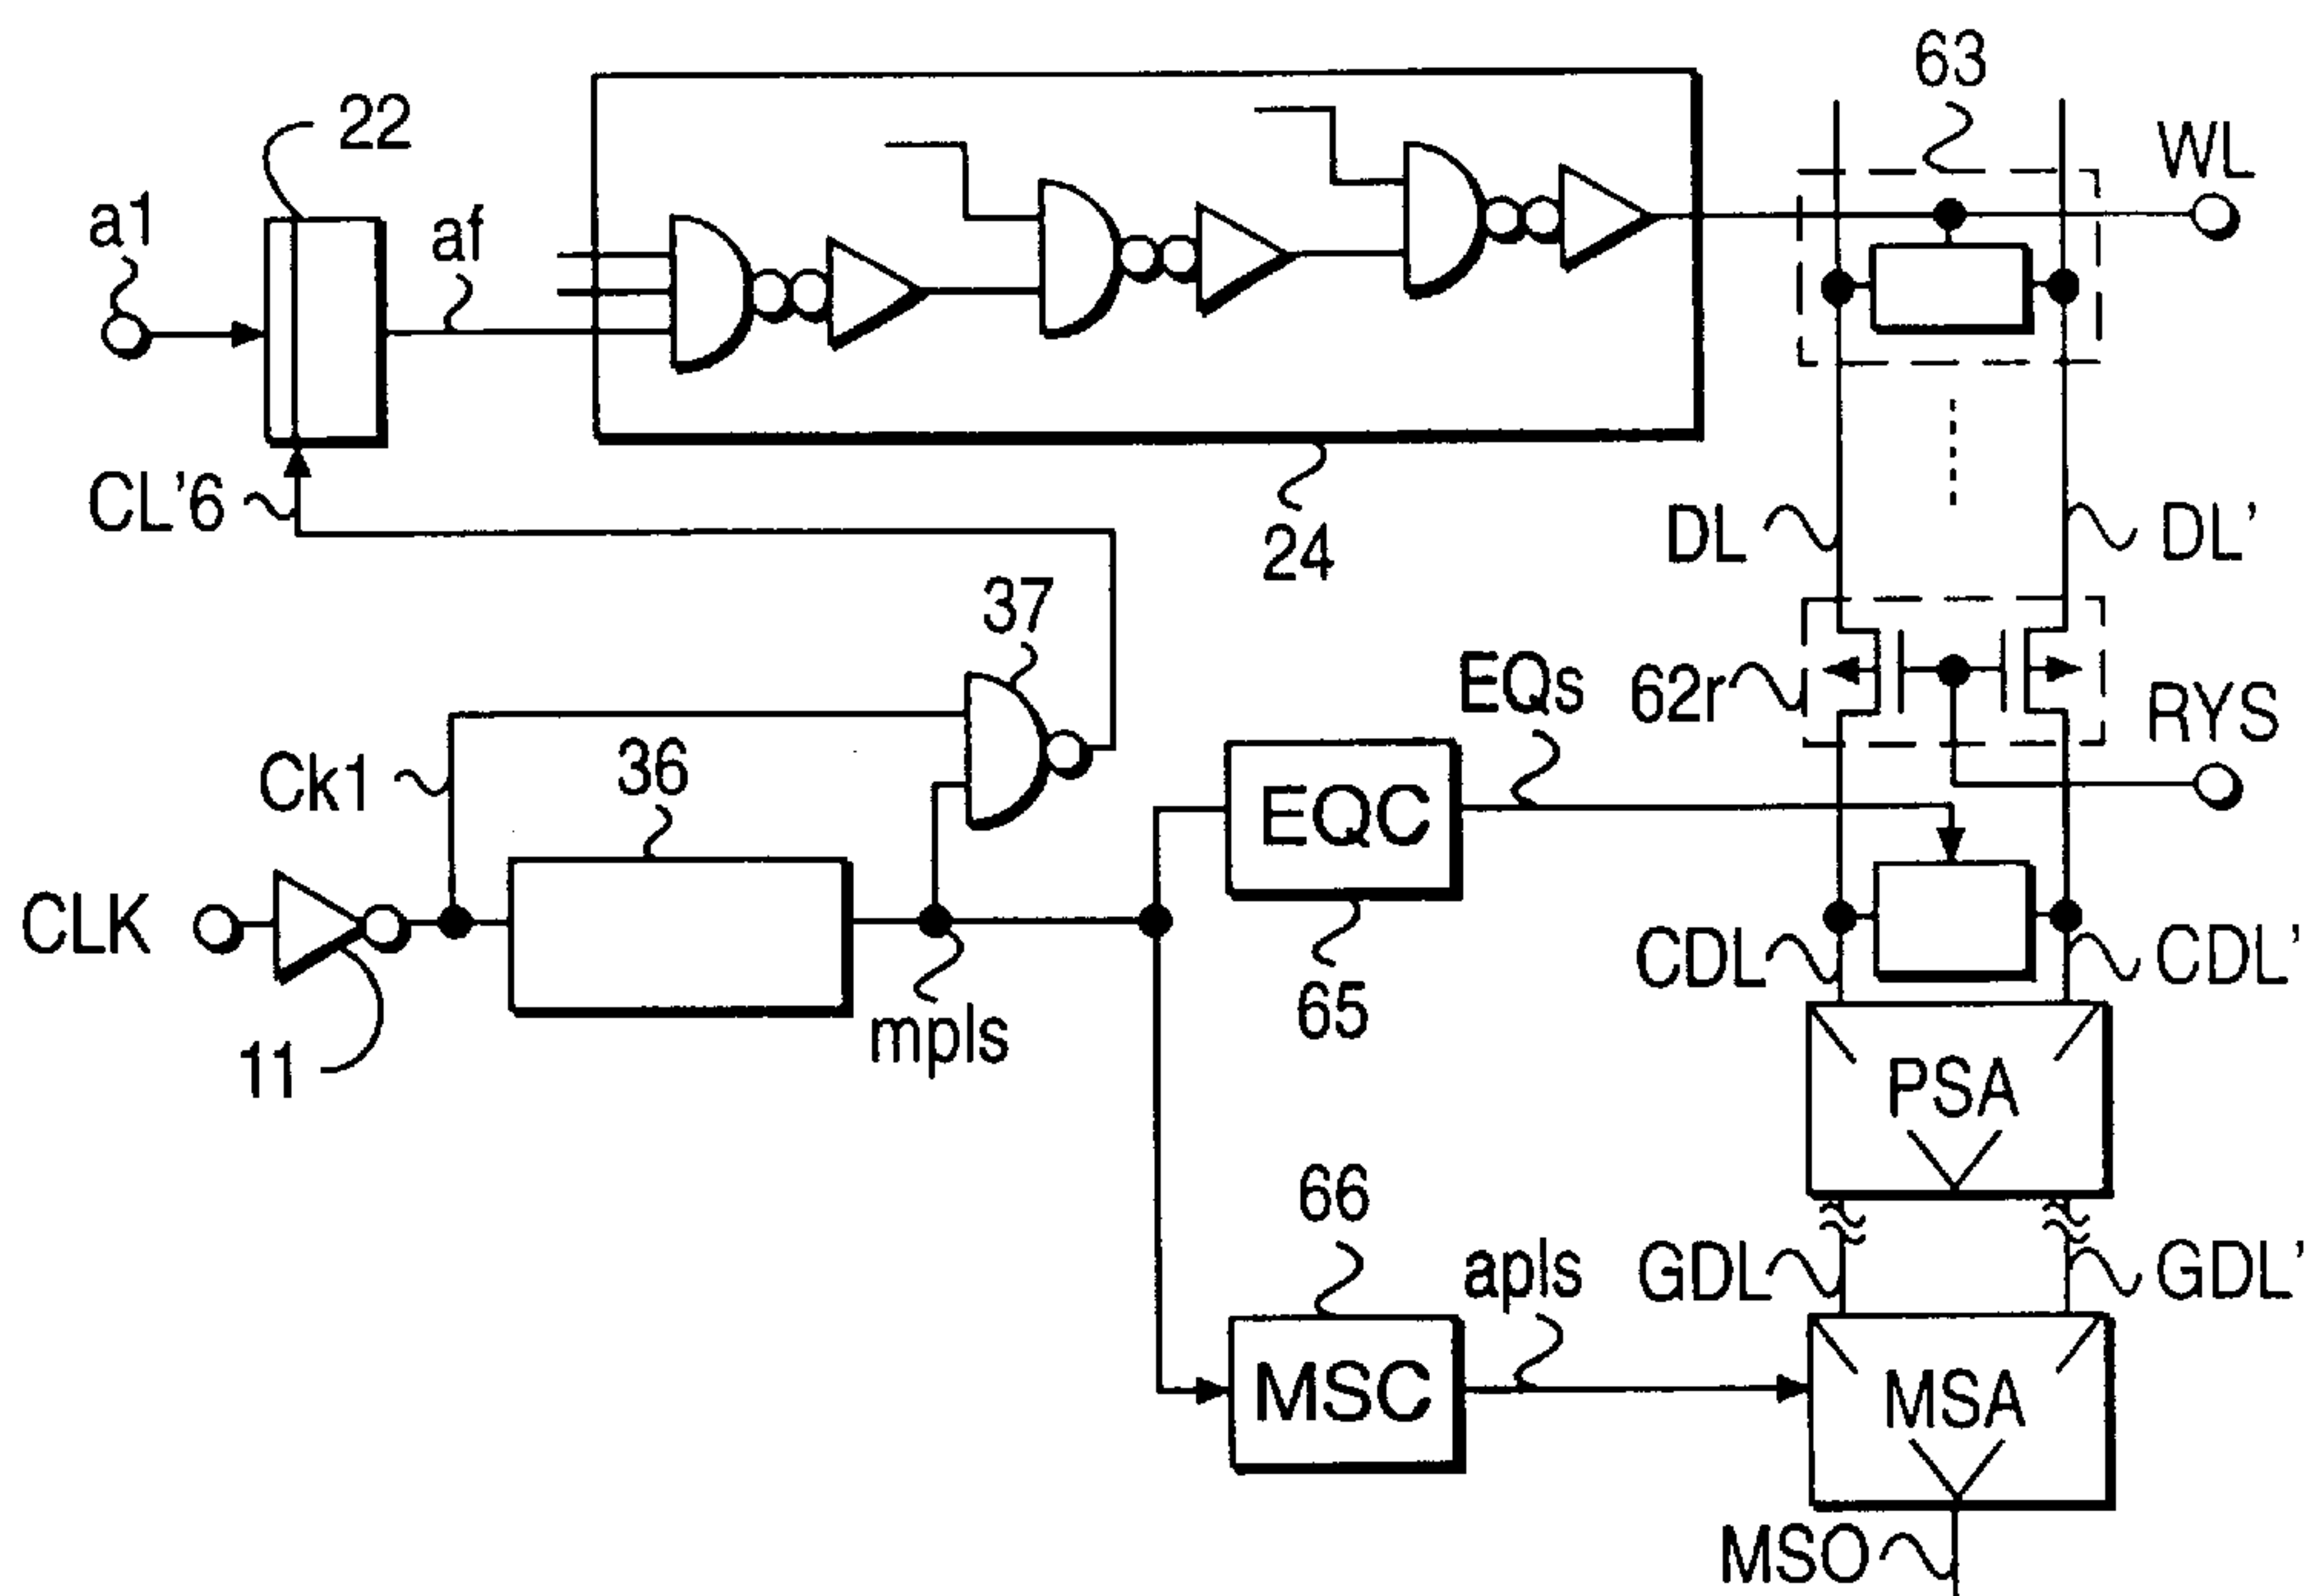 63
22
WL
a1
af
CL'6
24
DL
DL'
37
EQs
62r
RYS
Ck1
36
EQC
CLK
CDL
CDL'
65
11
mpls
PSA
66
apls
GDL
GDL'
MSC
MSA
MSO